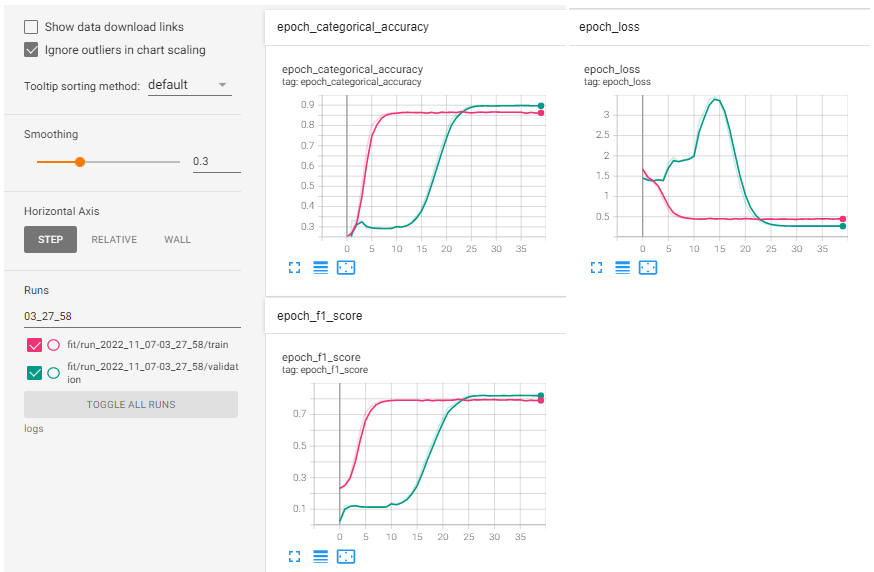 Show data download links
Ignore outliers in chart scaling
Tooltip sorting method: default
Smoothing
0.3
Horizontal Axis
STEP RELATIVE WALL
Runs
03_27_58
fit/run_2022_11_07-03_27_58/train
fit/run_2022_11_07-03_27_58/validat
ion
TOGGLE ALL RUNS
logs
epoch_categorical_accuracy
epoch_categorical_accuracy
tag: epoch_categorical_accuracy
0.9
0.8
0.7
0.6
0.5
0.4
0.3
0 5 10 15 20 25 30 35
epoch_loss
epoch_loss
tag: epoch_loss
3
2.5
2
1.5
1
0.5
0 5 10 15 20 25 30 35
epoch_f1_score
epoch_f1_score
tag: epoch_f1_score
0.7
0.5
0.3
0.1
0 5 10 15 20 25 30 35